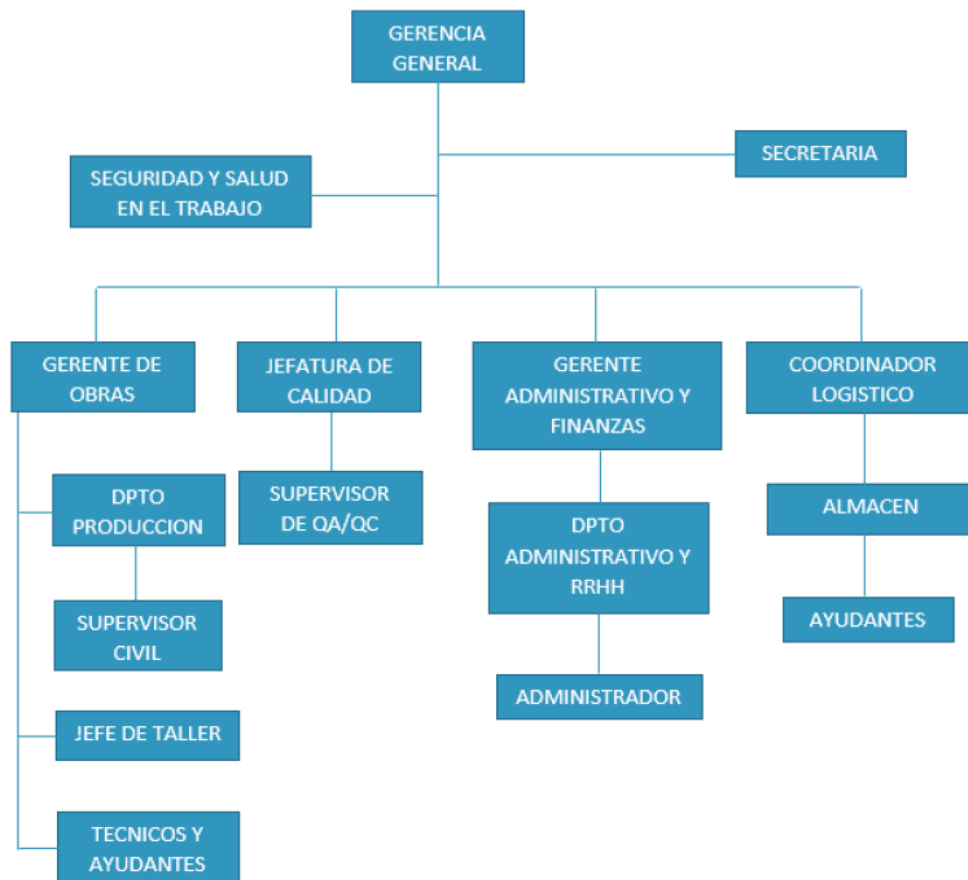 GERENCIA
GENERAL
SECRETARIA
SEGURIDAD Y SALUD
EN EL TRABAJO
GERENTE DE
OBRAS
JEFATURA DE
CALIDAD
GERENTE
ADMINISTRATIVO Y
FINANZAS
COORDINADOR
LOGISTICO
DPTO
PRODUCCION
SUPERVISOR
DE QA/QC
DPTO
ADMINISTRATIVO Y
RRHH
ALMACEN
SUPERVISOR
CIVIL
AYUDANTES
ADMINISTRADOR
JEFE DE TALLER
TECNICOS Y
AYUDANTES